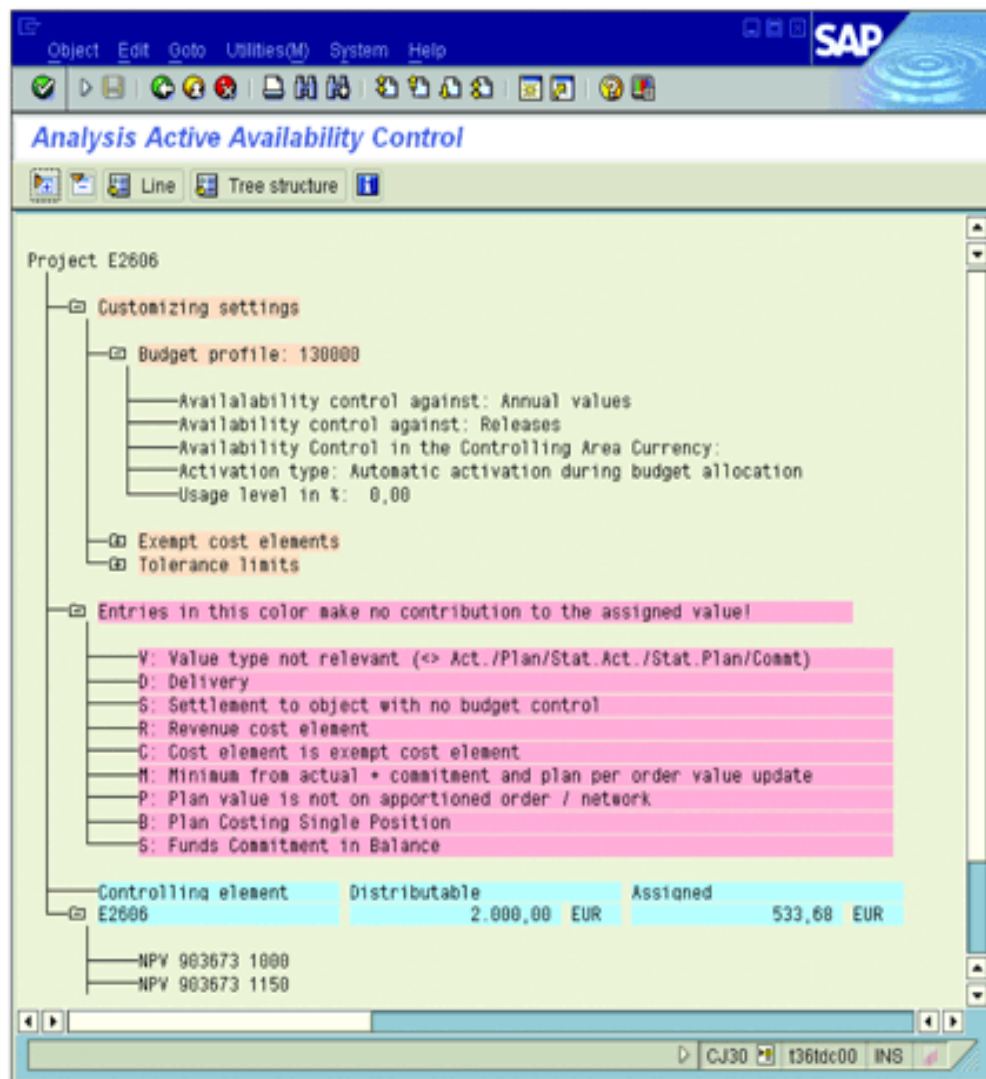 Object Edit Goto Utilities(M) System Help
SAP
Analysis Active Availability Control
Line Tree structure
Project E2606
Customizing settings
Budget profile: 130000
Availalability control against: Annual values
Availability control against: Releases
Availability Control in the Controlling Area Currency:
Activation type: Automatic activation during budget allocation
Usage level in %: 0,00
Exempt cost elements
Tolerance limits
Entries in this color make no contribution to the assigned value!
V: Value type not relevant (<> Act./Plan/Stat.Act./Stat.Plan/Commt)
D: Delivery
S: Settlement to object with no budget control
R: Revenue cost element
C: Cost element is exempt cost element
M: Minimum from actual + commitment and plan per order value update
P: Plan value is not on apportioned order / network
B: Plan Costing Single Position
S: Funds Commitment in Balance
Controlling element Distributable Assigned
E2606 2.000,00 EUR 533,68 EUR
NPV 903673 1000
NPV 903673 1150
CJ30 t36tdc00 INS